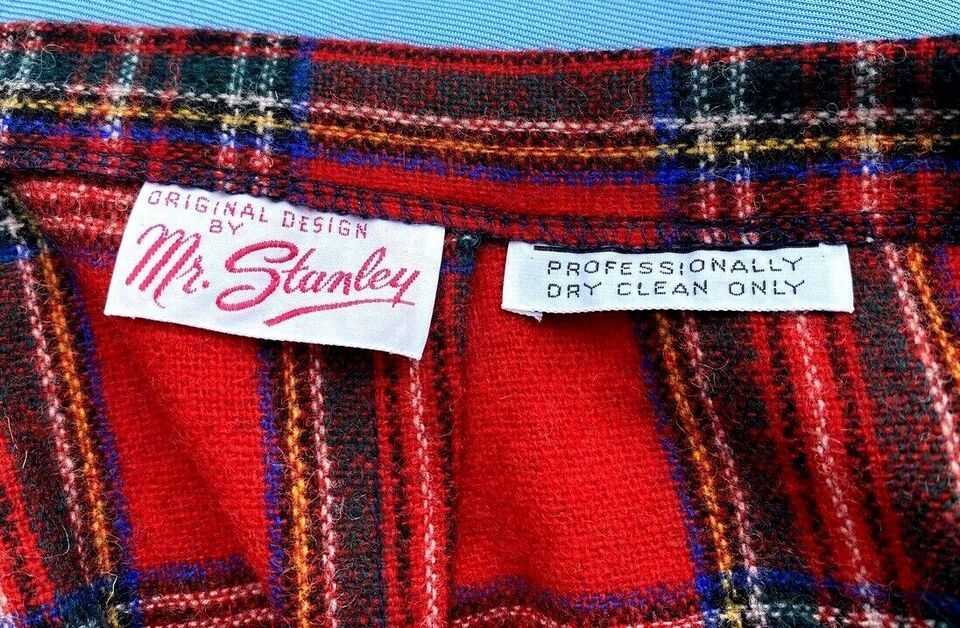 ORIGINAL DESIGN
BY
Mr. Stanley
PROFESSIONALLY
DRY CLEAN ONLY